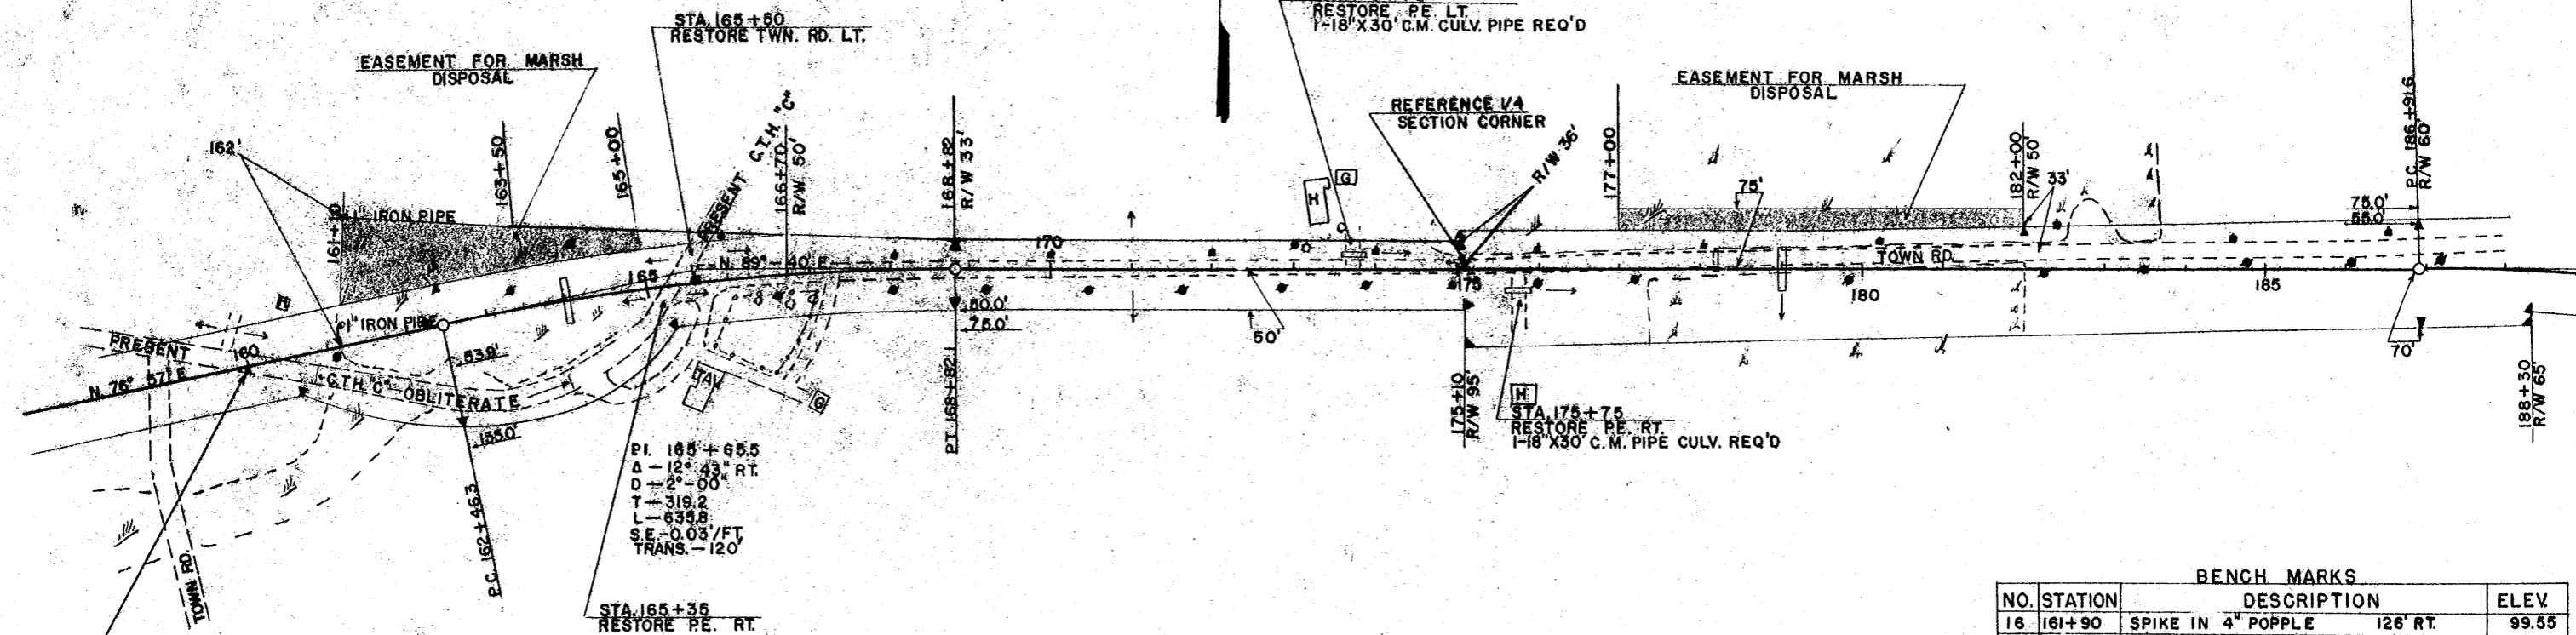 STA. 165+50
RESTORE TWN. RD. LT.
RESTORE P.E. LT.
1-18"X30' C.M. CULV. PIPE REQ'D
EASEMENT FOR MARSH
DISPOSAL
EASEMENT FOR MARSH
DISPOSAL
REFERENCE 1/4
SECTION CORNER
R/W 36'
162'
163+50
165+00
PRESENT C.T.H. "C"
166+70
R/W 50'
168+82
R/W 33'
177+00
75'
182+00
R/W 50'
33'
P.C. 186+91.6
R/W 60'
75.0'
55.0'
1" IRON PIPE
H
G
170
165
N. 89°-40' E.
175
TOWN RD.
180
185
H
1" IRON PIPE
PRESENT
160
N. 76° 57' E
C.T.H. "C" OBLITERATE
53.9'
155.0'
TAV.
G
50.0'
75.0'
50'
70'
P.T. 168+82.1
175+10
R/W 95'
H
STA. 175+75
RESTORE P.E. RT.
1-18"X30' C.M. PIPE CULV. REQ'D
188+30
R/W 65'
P.C. 162+46.3
P.I. 165+65.5
Δ-12° 43" RT.
D-2°-00"
T-319.2
L-635.8
S.E.-0.03'/FT.
TRANS.-120'
TOWN RD.
STA. 165+35
RESTORE P.E. RT.
BENCH MARKS
NO. STATION DESCRIPTION ELEV.
16 161+90 SPIKE IN 4" POPPLE 126' RT. 99.55